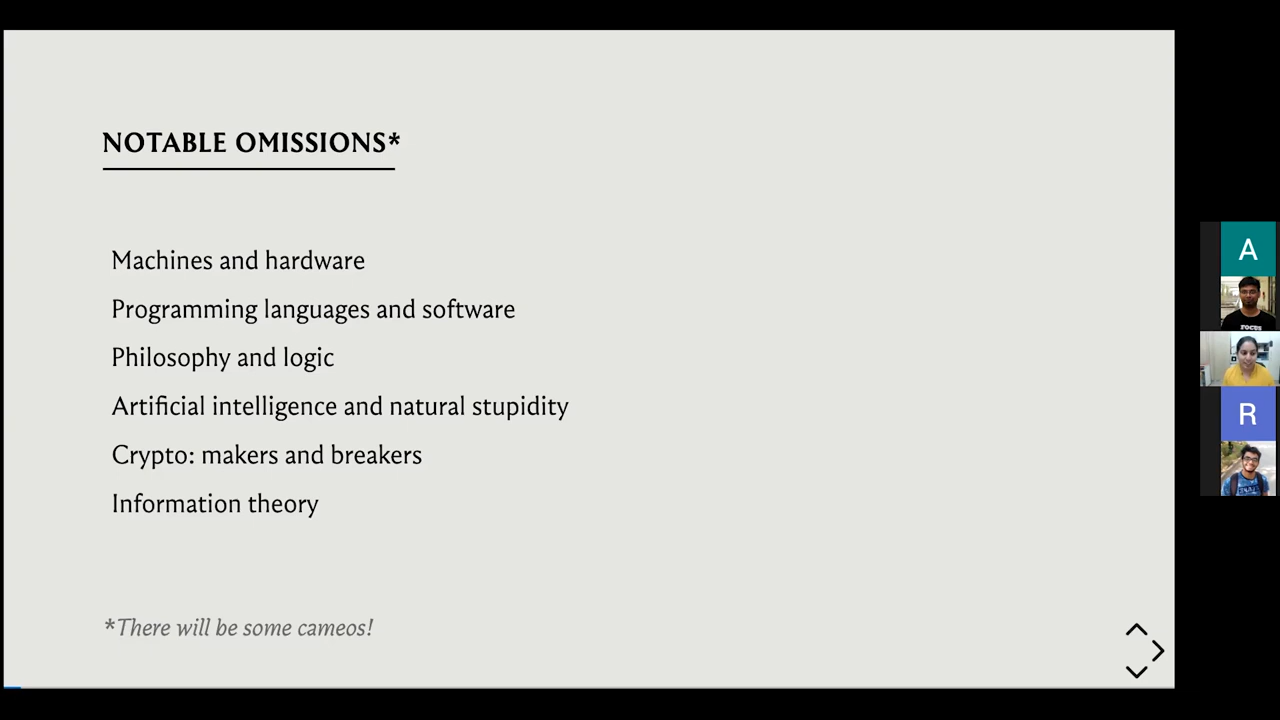 NOTABLE OMISSIONS*
Machines and hardware
Programming languages and software
Philosophy and logic
Artificial intelligence and natural stupidity
Crypto: makers and breakers
Information theory
*There will be some cameos!
A
FOCUS
R